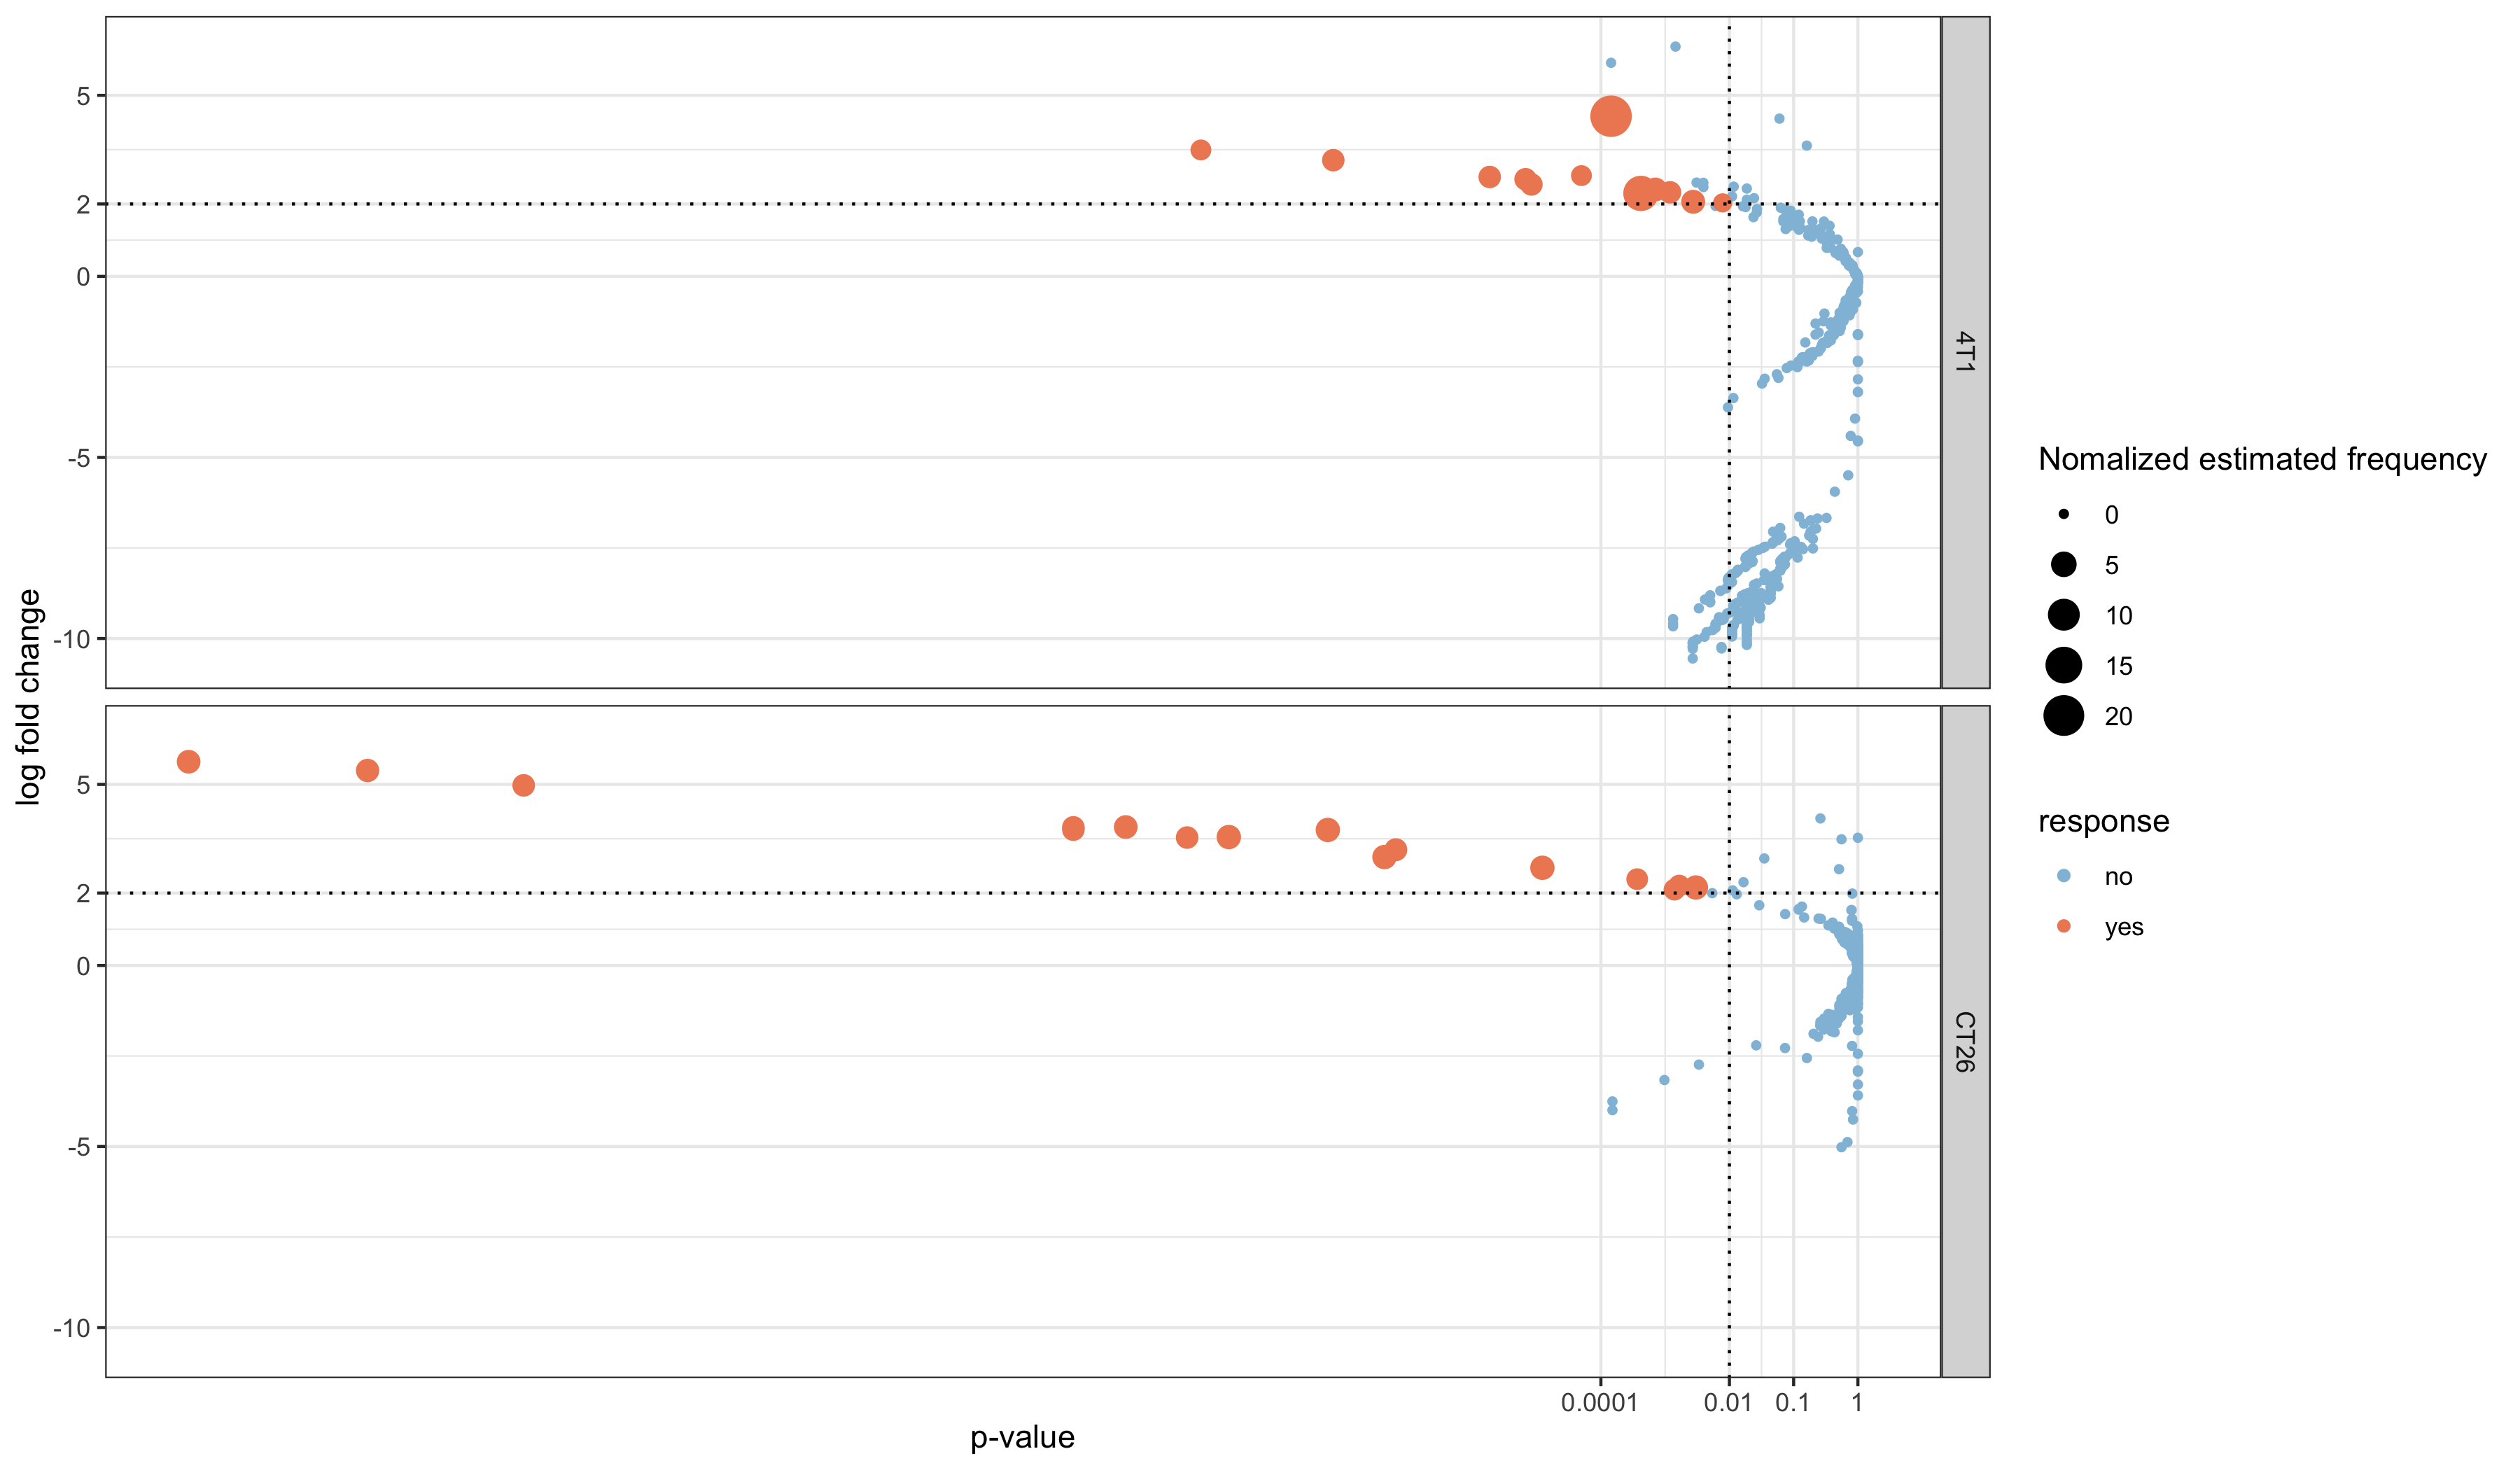 log fold change
5
2
0
-5
-10
4T1
5
2
0
-5
-10
CT26
0.0001
0.01
0.1
1
p-value
Nomalized estimated frequency
0
5
10
15
20
response
no
yes